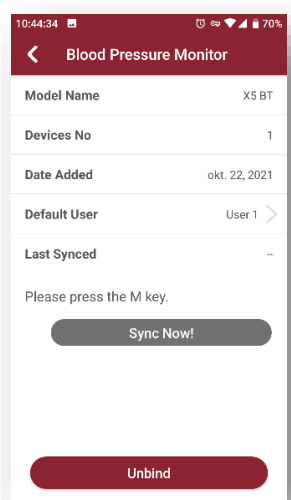 10:44:34 70%
Blood Pressure Monitor
Model Name X5 BT
Devices No 1
Date Added okt. 22, 2021
Default User User 1
Last Synced –
Please press the M key.
Sync Now!
Unbind